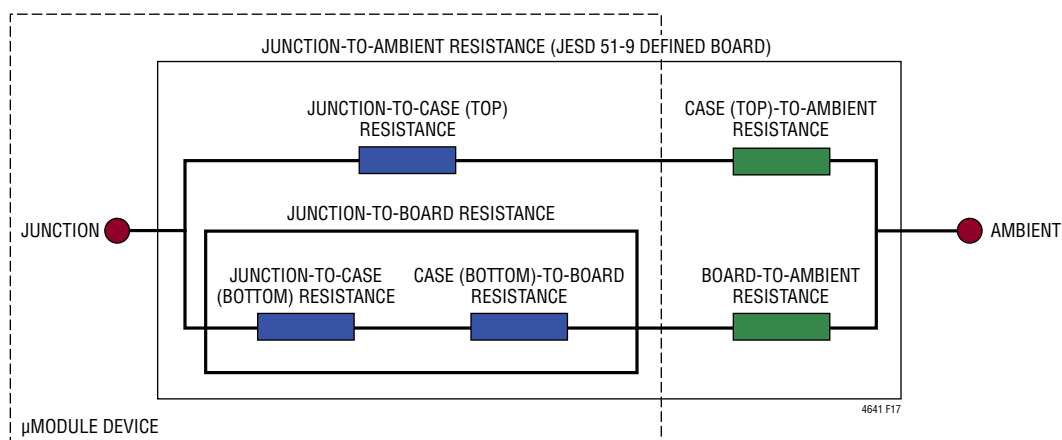 JUNCTION-TO-AMBIENT RESISTANCE (JESD 51-9 DEFINED BOARD)
JUNCTION-TO-CASE (TOP)
RESISTANCE
CASE (TOP)-TO-AMBIENT
RESISTANCE
JUNCTION-TO-BOARD RESISTANCE
JUNCTION
AMBIENT
JUNCTION-TO-CASE
(BOTTOM) RESISTANCE
CASE (BOTTOM)-TO-BOARD
RESISTANCE
BOARD-TO-AMBIENT
RESISTANCE
4641 F17
µMODULE DEVICE